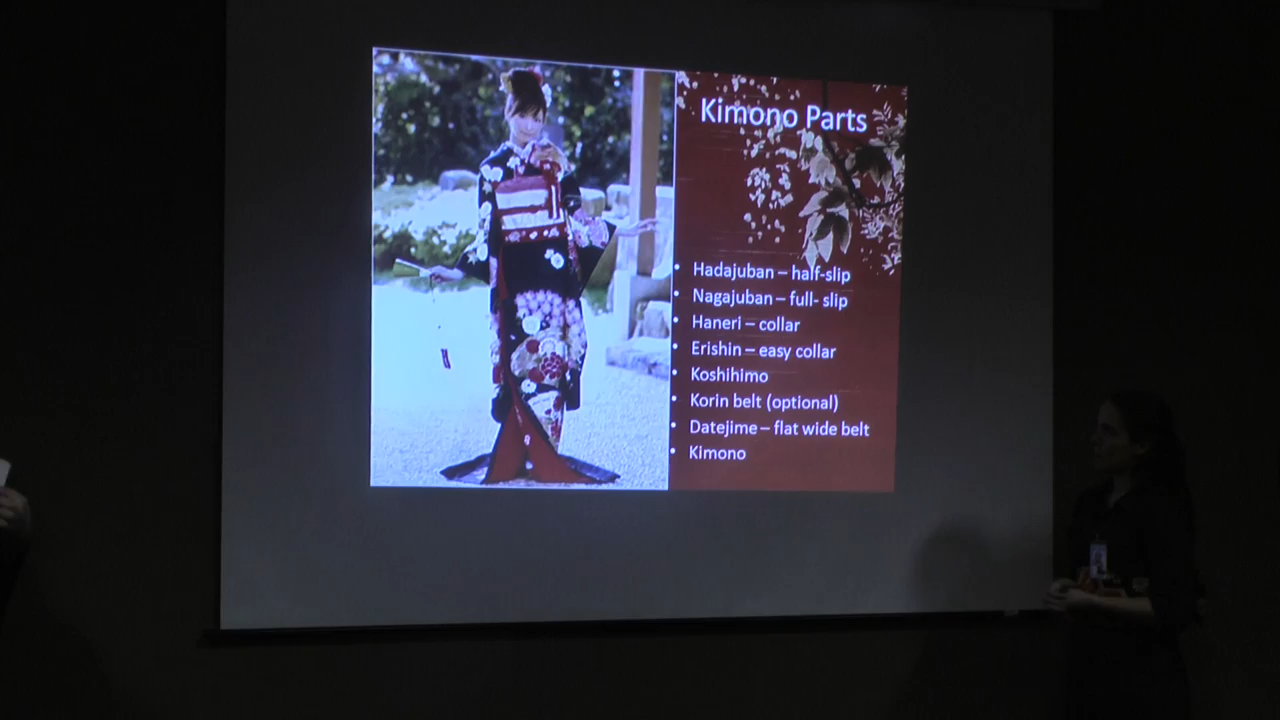 Kimono Parts
• Hadajuban – half-slip
• Nagajuban – full- slip
• Haneri – collar
• Erishin – easy collar
• Koshihimo
• Korin belt (optional)
• Datejime – flat wide belt
• Kimono